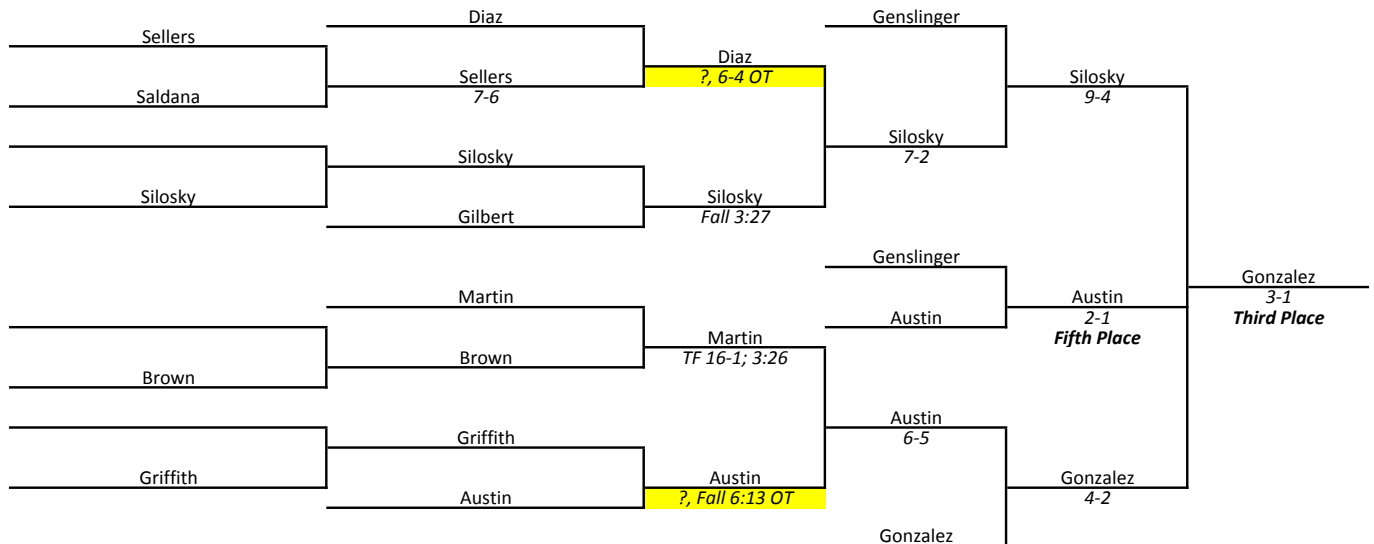 Diaz
Genslinger
Sellers
Diaz
?, 6-4 OT
Sellers
7-6
Silosky
9-4
Saldana
Silosky
7-2
Silosky
Silosky
Silosky
Fall 3:27
Gilbert
Genslinger
Gonzalez
3-1
Third Place
Martin
Austin
2-1
Fifth Place
Austin
Martin
TF 16-1; 3:26
Brown
Brown
Austin
6-5
Griffith
Griffith
Austin
?, Fall 6:13 OT
Gonzalez
4-2
Austin
Gonzalez